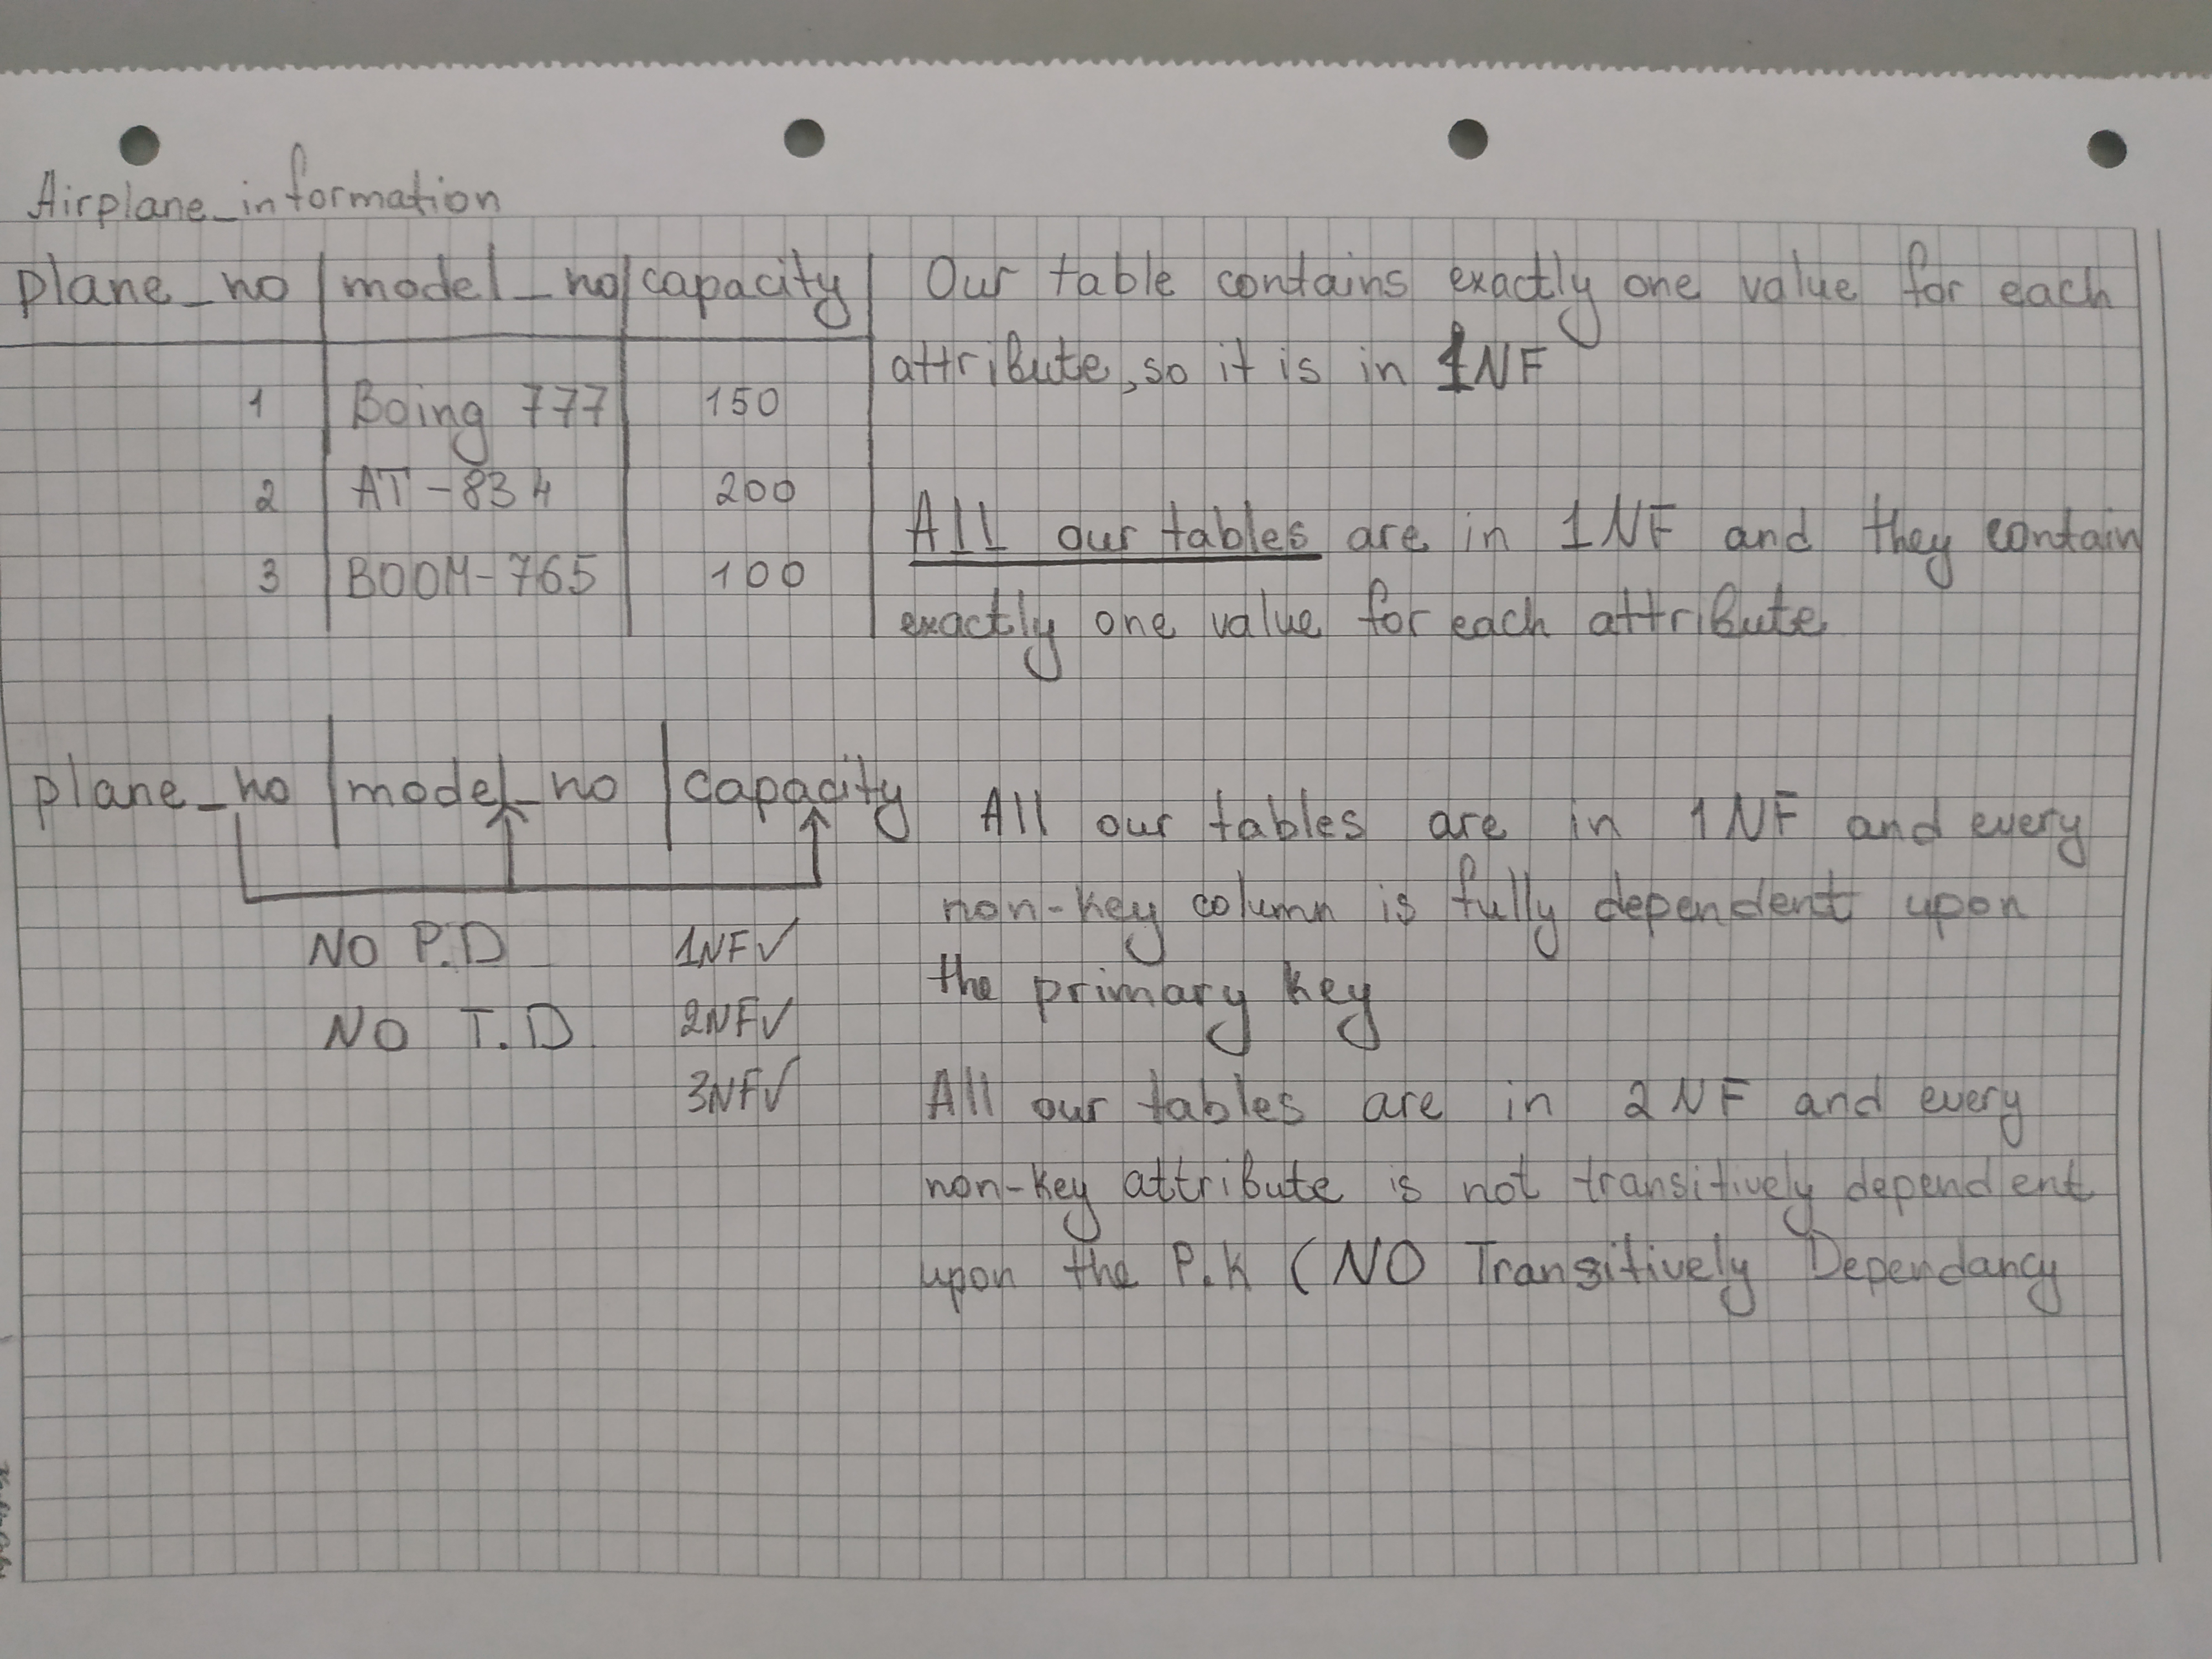 Airplane_information
plane_no | model_no | capacity
1 | Boing 777 | 150
2 | AT-834 | 200
3 | BOOM-765 | 100
Our table contains exactly one value for each
attribute, so it is in 1NF
All our tables are in 1NF and they contain
exactly one value for each attribute
plane_no | model_no | capacity
NO P.D
NO T.D
1NF✓
2NF✓
3NF✓
All our tables are in 1NF and every
non-key column is fully dependent upon
the primary key
All our tables are in 2NF and every
non-key attribute is not transitively dependent
upon the P.K (NO Transitively Dependancy